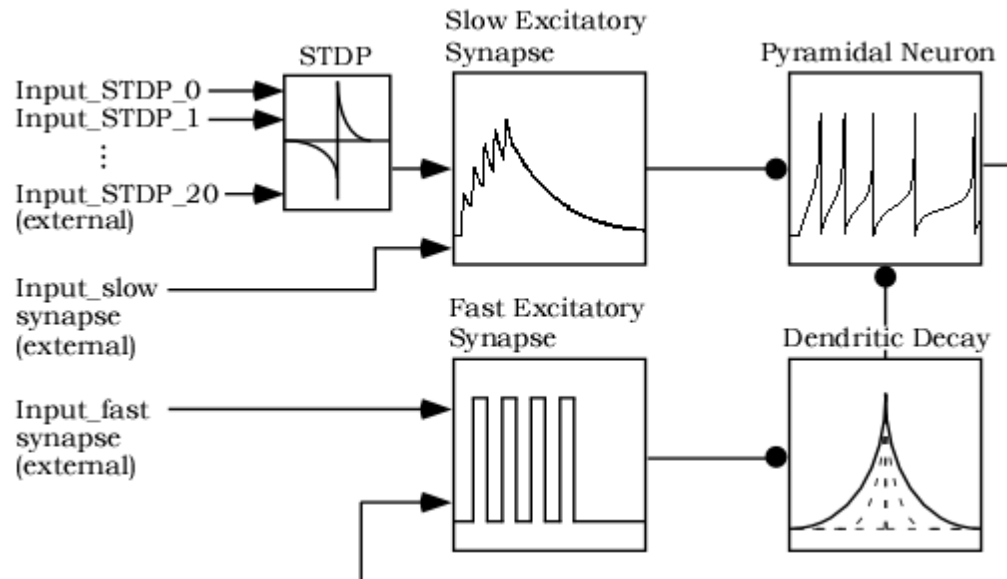 Slow Excitatory
Synapse
STDP
Pyramidal Neuron
Input_STDP_0
Input_STDP_1
⋮
Input_STDP_20
(external)
Input_slow
synapse
(external)
Fast Excitatory
Synapse
Dendritic Decay
Input_fast
synapse
(external)